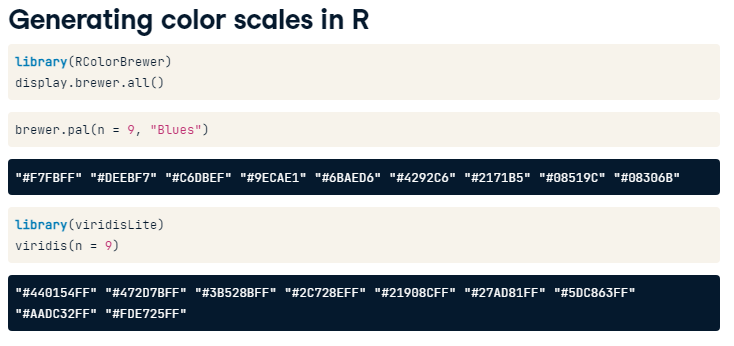 Generating color scales in R
library(RColorBrewer)
display.brewer.all()
brewer.pal(n = 9, "Blues")
"#F7FBFF" "#DEEBF7" "#C6DBEF" "#9ECAE1" "#6BAED6" "#4292C6" "#2171B5" "#08519C" "#08306B"
library(viridisLite)
viridis(n = 9)
"#440154FF" "#472D7BFF" "#3B528BFF" "#2C728EFF" "#21908CFF" "#27AD81FF" "#5DC863FF"
"#AADC32FF" "#FDE725FF"